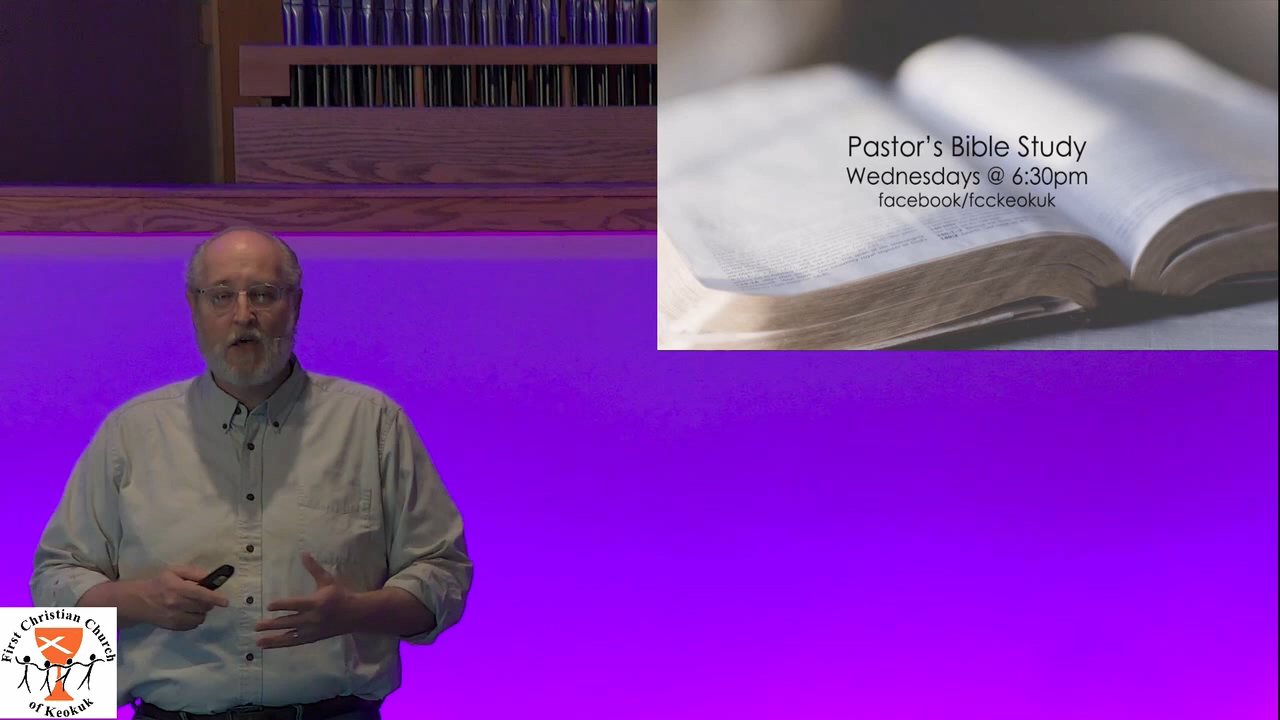 Pastor's Bible Study
Wednesdays @ 6:30pm
facebook/fcckeokuk
First Christian Church
of Keokuk